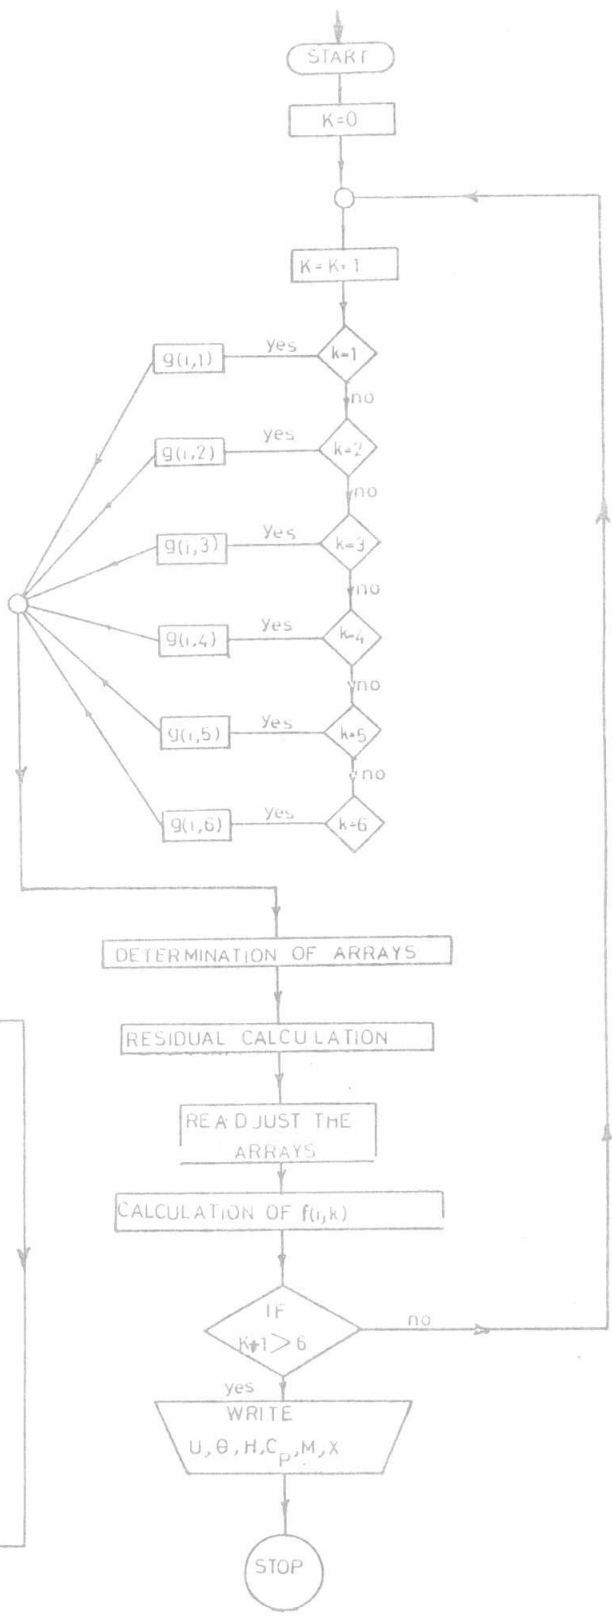 START
K=0
K=K+1
k=1
yes
g(i,1)
no
k=2
yes
g(i,2)
no
k=3
yes
g(i,3)
no
k=4
yes
g(i,4)
no
k=5
yes
g(i,5)
no
k=6
yes
g(i,6)
DETERMINATION OF ARRAYS
RESIDUAL CALCULATION
READJUST THE
ARRAYS
CALCULATION OF f(i,k)
IF
K+1>6
no
yes
WRITE
U, θ, H, Cp, M, X
STOP